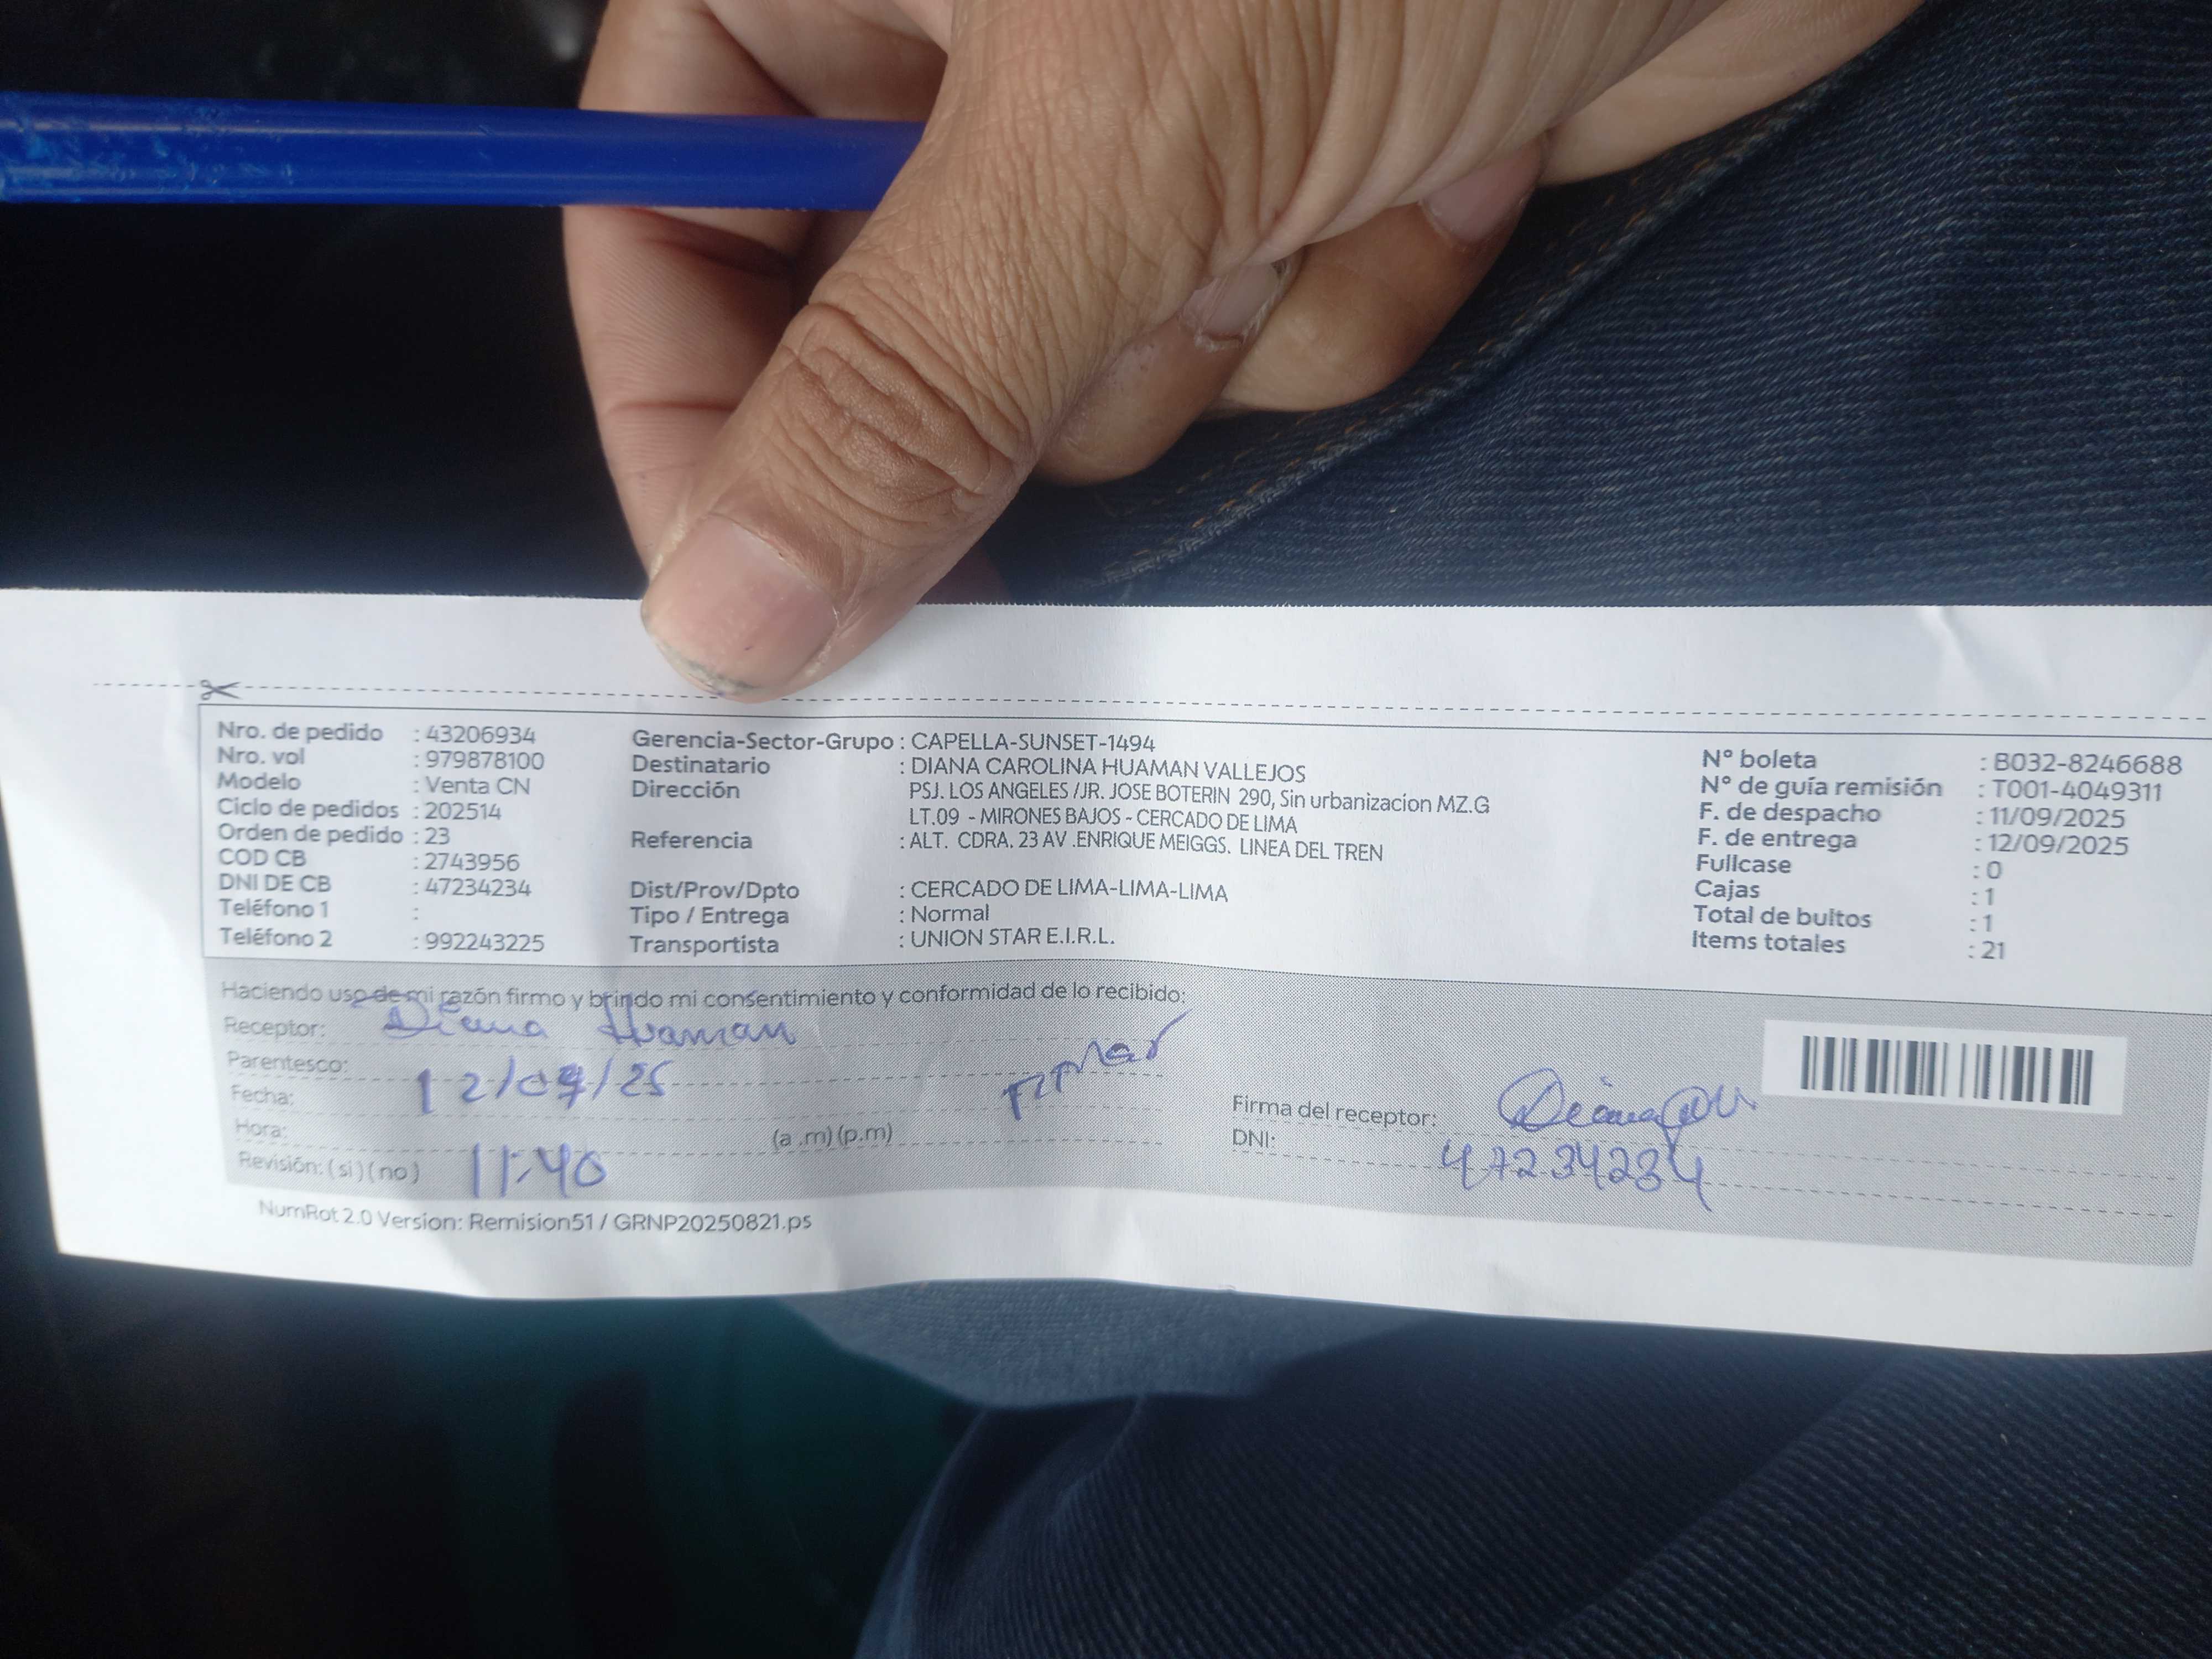 Nro. de pedido : 43206934
Nro. vol : 979878100
Modelo : Venta CN
Ciclo de pedidos : 202514
Orden de pedido : 23
COD CB : 2743956
DNI DE CB : 47234234
Teléfono 1 :
Teléfono 2 : 992243225
Gerencia-Sector-Grupo : CAPELLA-SUNSET-1494
Destinatario : DIANA CAROLINA HUAMAN VALLEJOS
Dirección PSJ. LOS ANGELES /JR. JOSE BOTERIN 290, Sin urbanizacion MZ.G
LT.09 - MIRONES BAJOS - CERCADO DE LIMA
Referencia : ALT. CDRA. 23 AV .ENRIQUE MEIGGS. LINEA DEL TREN
Dist/Prov/Dpto : CERCADO DE LIMA-LIMA-LIMA
Tipo / Entrega : Normal
Transportista : UNION STAR E.I.R.L.
N° boleta : B032-8246688
N° de guía remisión : T001-4049311
F. de despacho : 11/09/2025
F. de entrega : 12/09/2025
Fullcase : 0
Cajas : 1
Total de bultos : 1
Items totales : 21
Haciendo uso de mi razón firmo y brindo mi consentimiento y conformidad de lo recibido:
Receptor: Diana Huaman
Parentesco:
Fecha: 12/09/25
Hora: (a .m) (p.m)
Revisión: ( si ) ( no ) 11:40
Firmar
Firma del receptor:
DNI: 47234234
NumRot 2.0 Version: Remision51 / GRNP20250821.ps